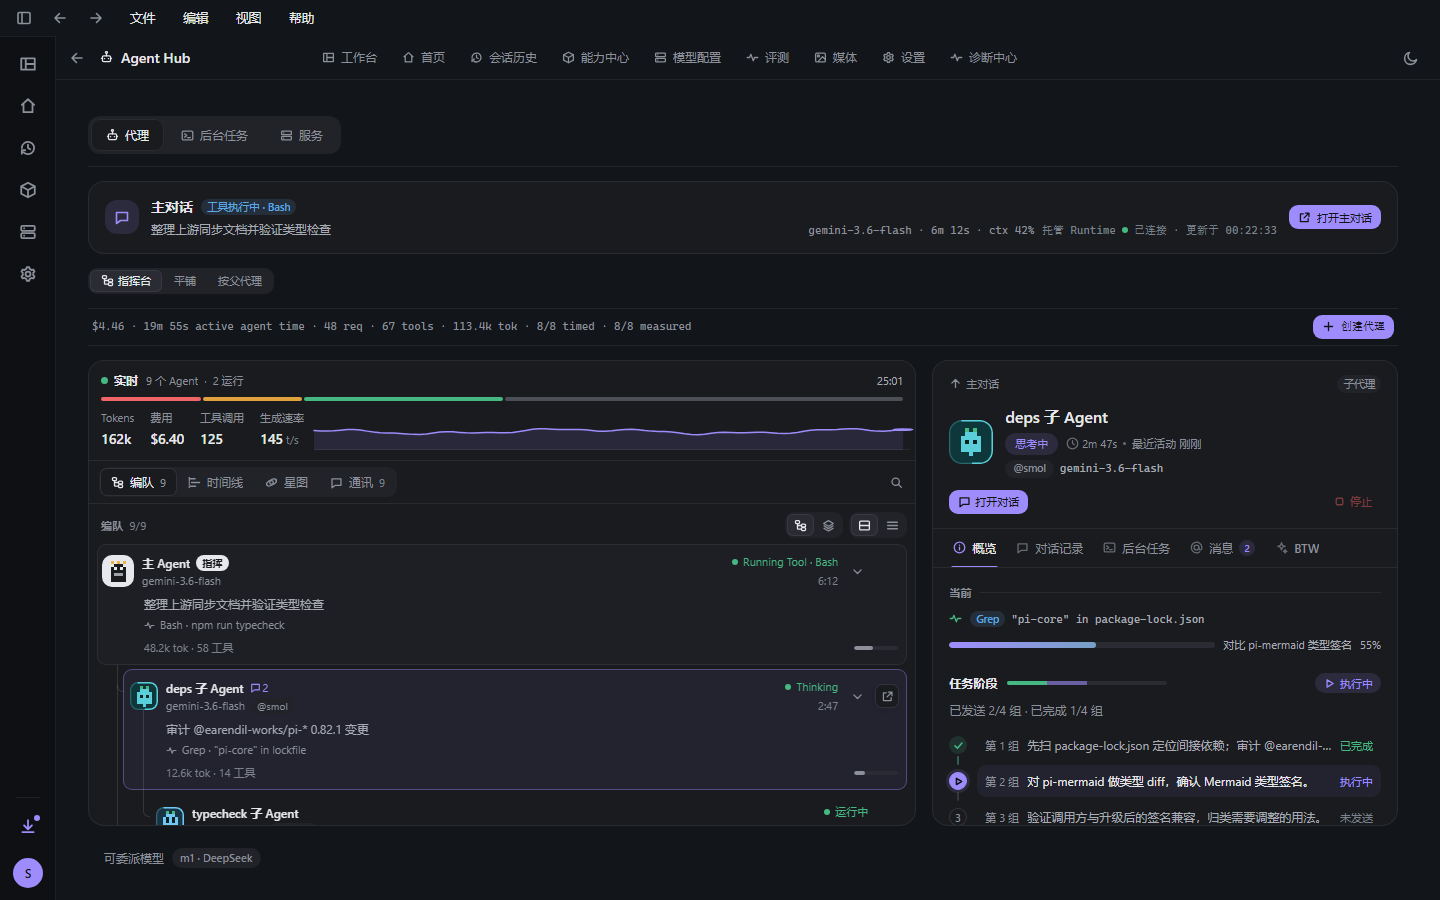 文件 编辑 视图 帮助
Agent Hub 工作台 首页 会话历史 能力中心 模型配置 评测 媒体 设置 诊断中心
代理 后台任务 服务
主对话 工具执行中 · Bash
整理上游同步文档并验证类型检查
gemini-3.6-flash · 6m 12s · ctx 42% 托管 Runtime 已连接 · 更新于 00:22:33
打开主对话
指挥台 平铺 按父代理
$4.46 · 19m 55s active agent time · 48 req · 67 tools · 113.4k tok · 8/8 timed · 8/8 measured
创建代理
实时 9 个 Agent · 2 运行 25:01
Tokens 费用 工具调用 生成速率
162k $6.40 125 145 t/s
编队 9 时间线 星图 通讯 9
编队 9/9
主 Agent 指挥 Running Tool · Bash
gemini-3.6-flash 6:12
整理上游同步文档并验证类型检查
Bash · npm run typecheck
48.2k tok · 58 工具
deps 子 Agent 2 Thinking
gemini-3.6-flash @smol 2:47
审计 @earendil-works/pi-* 0.82.1 变更
Grep · "pi-core" in lockfile
12.6k tok · 14 工具
typecheck 子 Agent 运行中
主对话 子代理
deps 子 Agent
思考中 2m 47s · 最近活动 刚刚
@smol gemini-3.6-flash
打开对话 停止
概览 对话记录 后台任务 消息 2 BTW
当前
Grep "pi-core" in package-lock.json
对比 pi-mermaid 类型签名 55%
任务阶段 执行中
已发送 2/4 组 · 已完成 1/4 组
第 1 组 先扫 package-lock.json 定位间接依赖；审计 @earendil-... 已完成
第 2 组 对 pi-mermaid 做类型 diff，确认 Mermaid 类型签名。 执行中
3 第 3 组 验证调用方与升级后的签名兼容，归类需要调整的用法。 未发送
可委派模型 m1 · DeepSeek
S